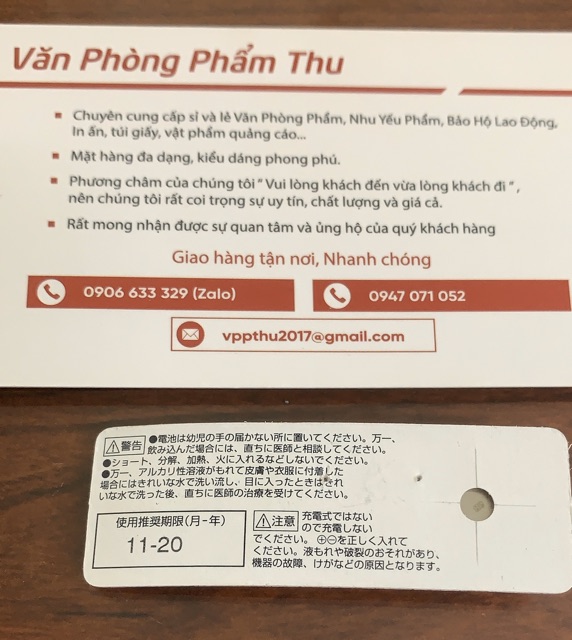 Văn Phòng Phẩm Thu
Chuyên cung cấp sỉ và lẻ Văn Phòng Phẩm, Nhu Yếu Phẩm, Bảo Hộ Lao Động,
In ấn, túi giấy, vật phẩm quảng cáo...
Mặt hàng đa dạng, kiểu dáng phong phú.
Phương châm của chúng tôi “ Vui lòng khách đến vừa lòng khách đi “ ,
nên chúng tôi rất coi trọng sự uy tín, chất lượng và giá cả.
Rất mong nhận được sự quan tâm và ủng hộ của quý khách hàng
Giao hàng tận nơi, Nhanh chóng
0906 633 329 (Zalo)
0947 071 052
vppthu2017@gmail.com
⚠警告 ●電池は幼児の手の届かない所に置いてください。万一、
飲み込んだ場合には、直ちに医師と相談してください。
●ショート、分解、加熱、火に入れるなどしないでください。
●万一、アルカリ性溶液がもれて皮膚や衣服に付着した
場合にはきれいな水で洗い流し、目に入ったときはきれ
いな水で洗った後、直ちに医師の治療を受けてください。
使用推奨期限(月-年)
11-20
⚠注意 充電式ではない
ので充電しない
でください。⊕⊖を正しく入れて
ください。液もれや破裂のおそれがあり、
機器の故障、けがなどの原因となります。